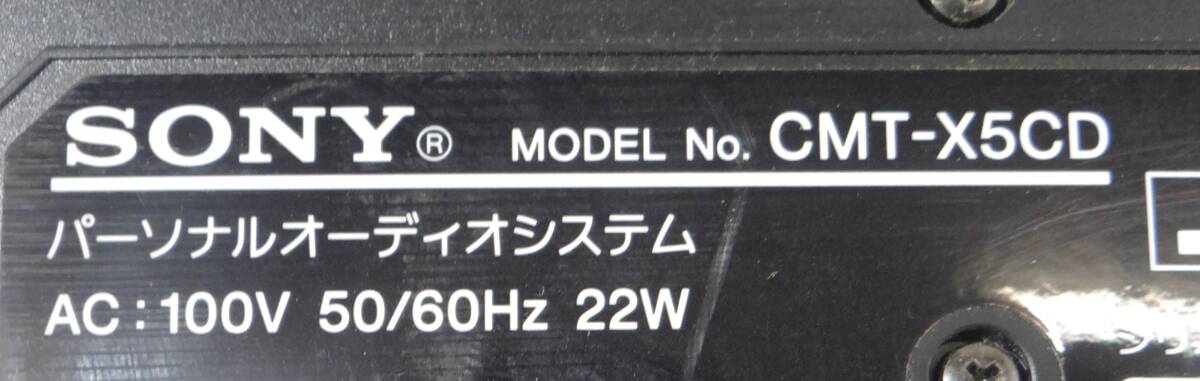 SONY® MODEL No. CMT-X5CD
パーソナルオーディオシステム
AC:100V 50/60Hz 22W